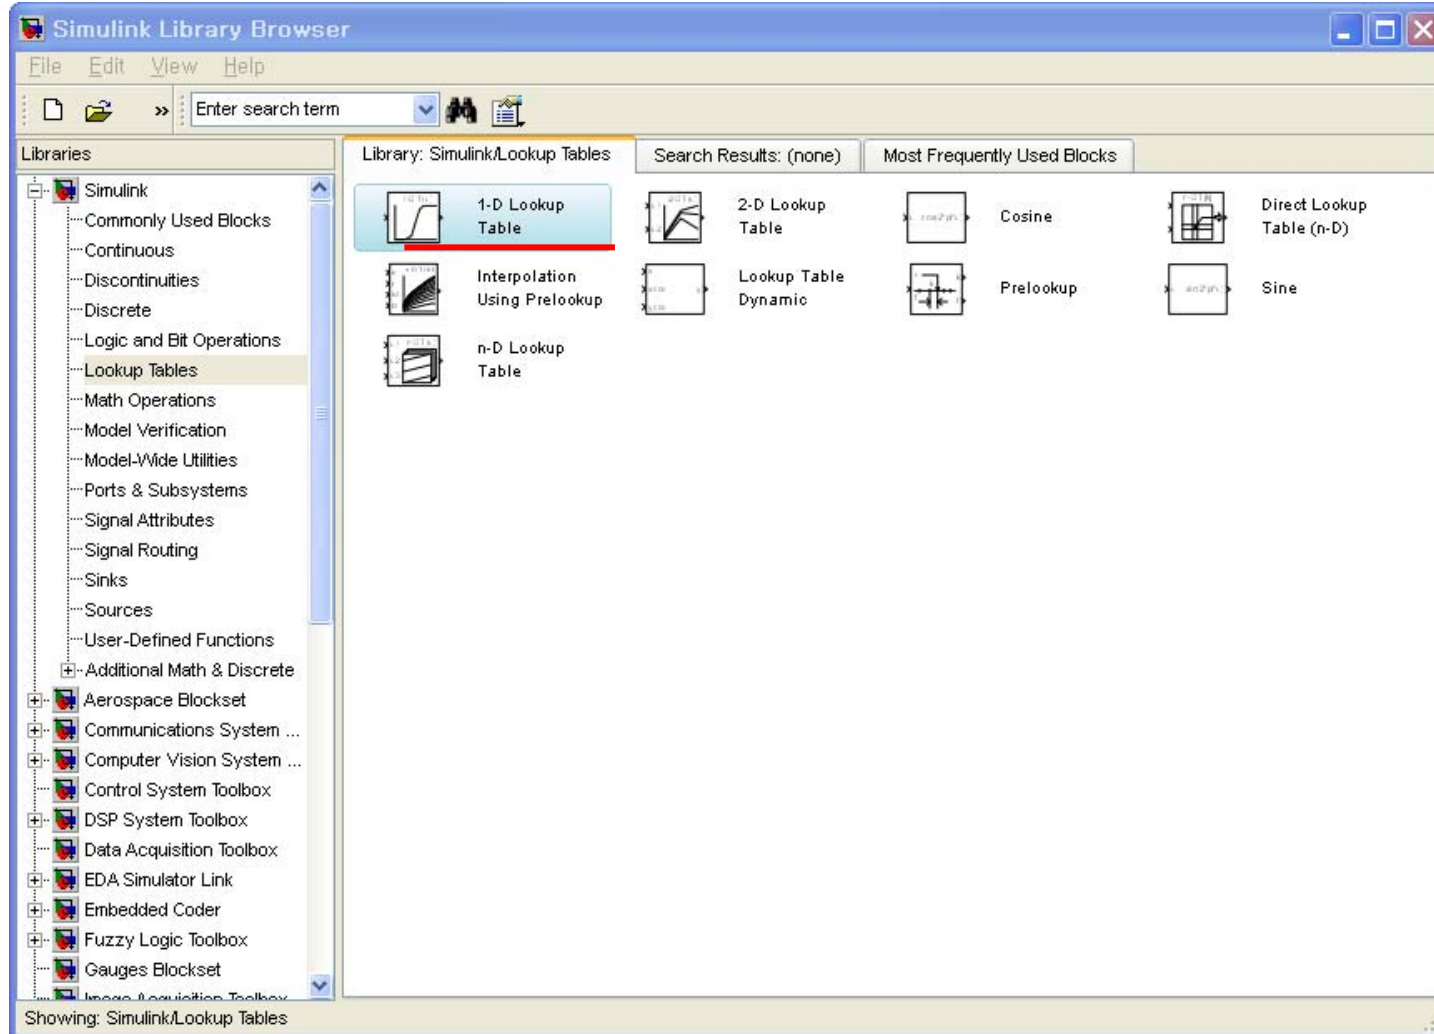 Simulink Library Browser
File Edit View Help
» Enter search term
Libraries
Library: Simulink/Lookup Tables
Search Results: (none)
Most Frequently Used Blocks
Simulink
Commonly Used Blocks
Continuous
Discontinuities
Discrete
Logic and Bit Operations
Lookup Tables
Math Operations
Model Verification
Model-Wide Utilities
Ports & Subsystems
Signal Attributes
Signal Routing
Sinks
Sources
User-Defined Functions
Additional Math & Discrete
Aerospace Blockset
Communications System ...
Computer Vision System ...
Control System Toolbox
DSP System Toolbox
Data Acquisition Toolbox
EDA Simulator Link
Embedded Coder
Fuzzy Logic Toolbox
Gauges Blockset
Image Acquisition Toolbox
1-D Lookup
Table
2-D Lookup
Table
Cosine
Direct Lookup
Table (n-D)
Interpolation
Using Prelookup
Lookup Table
Dynamic
Prelookup
Sine
n-D Lookup
Table
Showing: Simulink/Lookup Tables